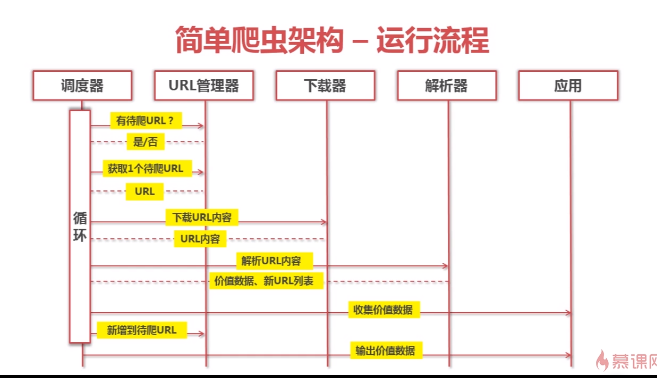 简单爬虫架构 – 运行流程
调度器
URL管理器
下载器
解析器
应用
循环
有待爬URL？
是/否
获取1个待爬URL
URL
下载URL内容
URL内容
解析URL内容
价值数据、新URL列表
收集价值数据
新增到待爬URL
输出价值数据
慕课网